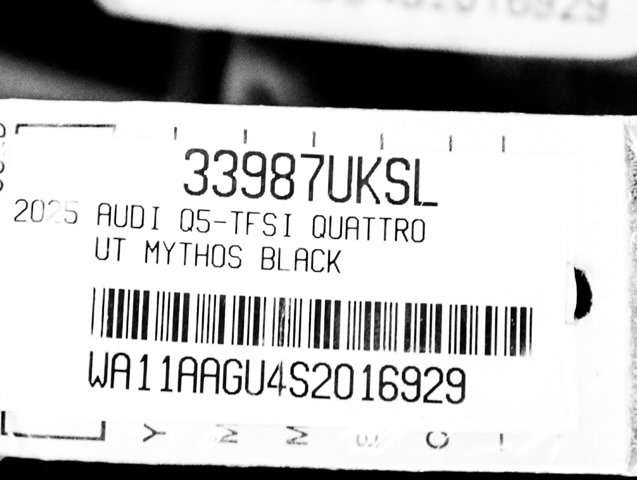 33987UKSL
2025 AUDI Q5-TFSI QUATTRO
UT MYTHOS BLACK
WA11AAGU4S2016929